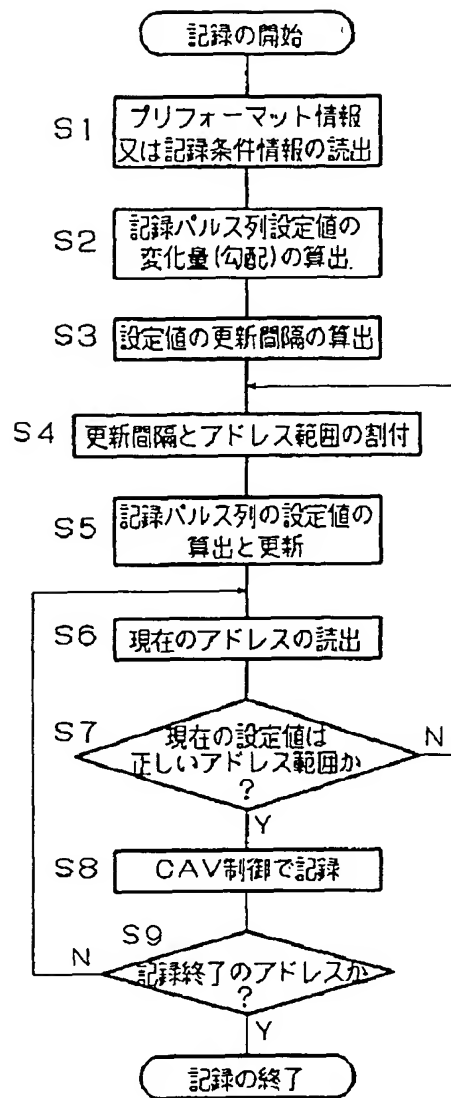 記録の開始
S1
プリフォーマット情報
又は記録条件情報の読出
S2
記録パルス列設定値の
変化量(勾配)の算出
S3
設定値の更新間隔の算出
S4
更新間隔とアドレス範囲の割付
S5
記録パルス列の設定値の
算出と更新
S6
現在のアドレスの読出
S7
現在の設定値は
正しいアドレス範囲か
?
N
Y
S8
CAV制御で記録
S9
記録終了のアドレスか
?
N
Y
記録の終了